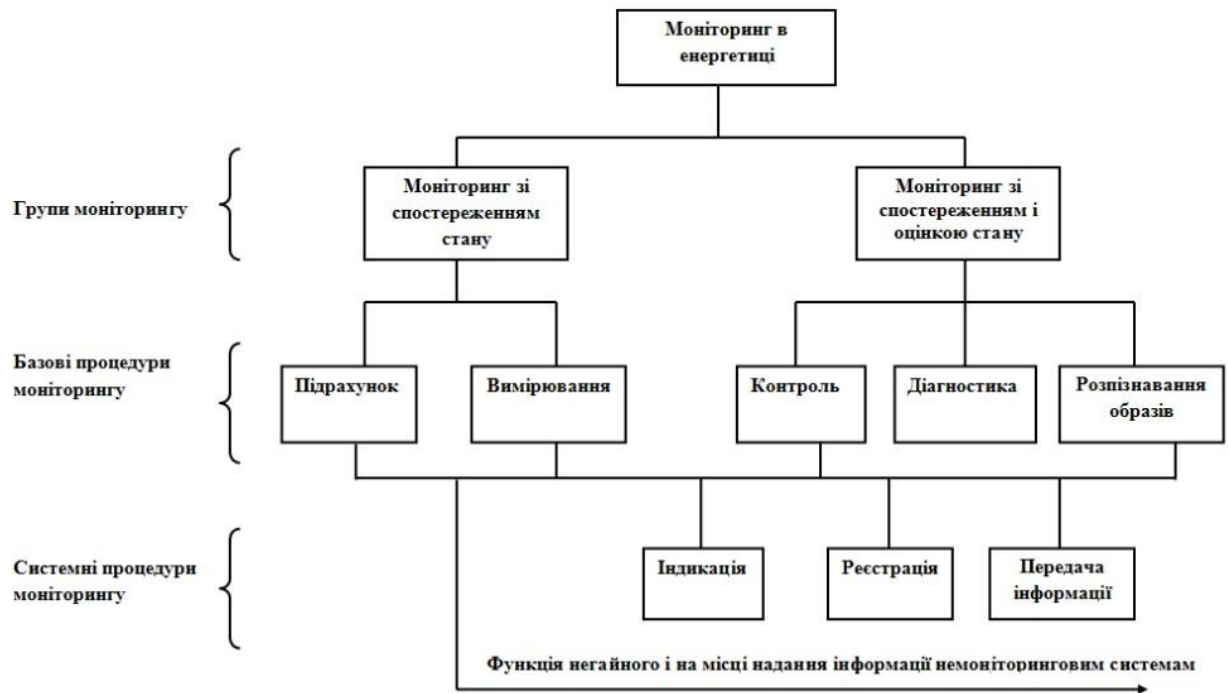 Моніторинг в
енергетиці
Групи моніторингу
Моніторинг зі
спостереженням
стану
Моніторинг зі
спостереженням і
оцінкою стану
Базові процедури
моніторингу
Підрахунок
Вимірювання
Контроль
Діагностика
Розпізнавання
образів
Системні процедури
моніторингу
Індикація
Реєстрація
Передача
інформації
Функція негайного і на місці надання інформації немоніторинговим системам